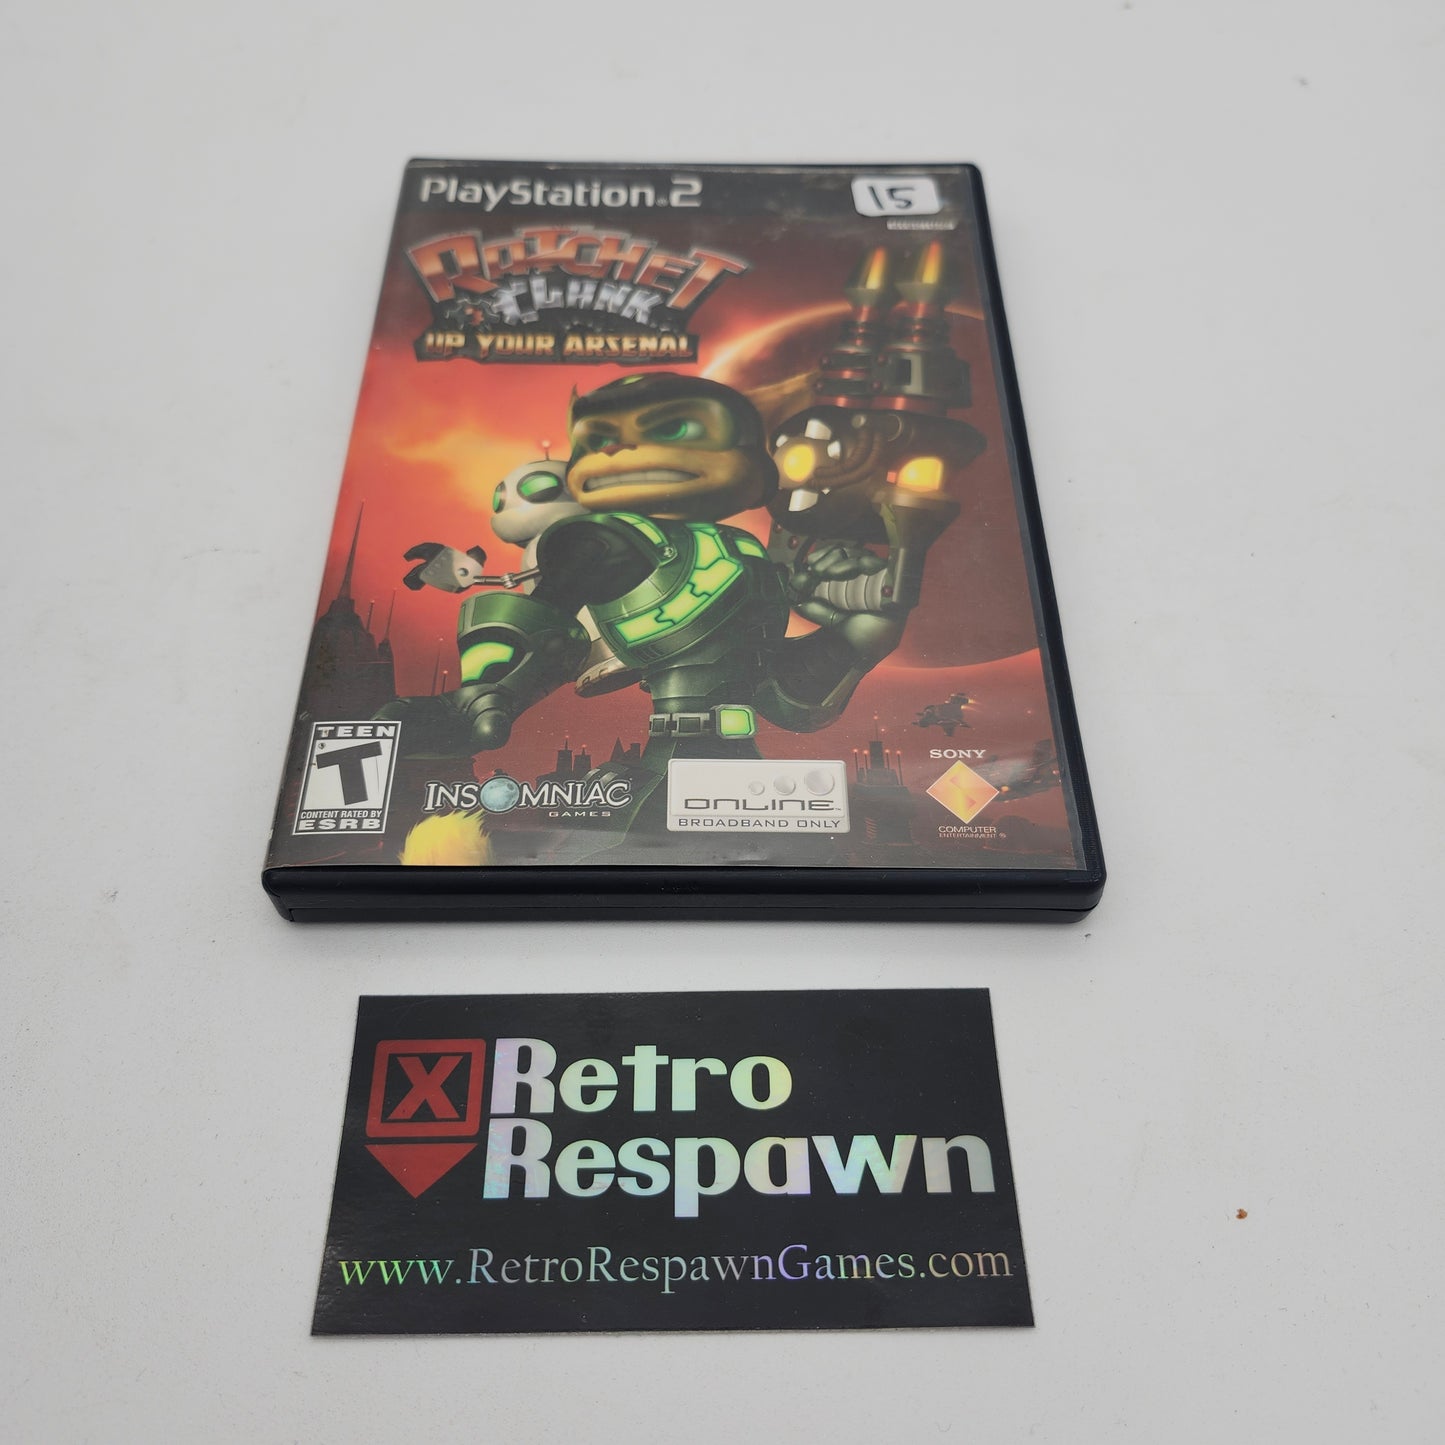 PlayStation®2
15
RATCHET
& CLANK
UP YOUR ARSENAL
TEEN
T
CONTENT RATED BY
ESRB
INSOMNIAC
GAMES
ONLINE™
BROADBAND ONLY
SONY
COMPUTER
ENTERTAINMENT ®
X
Retro
Respawn
www.RetroRespawnGames.com